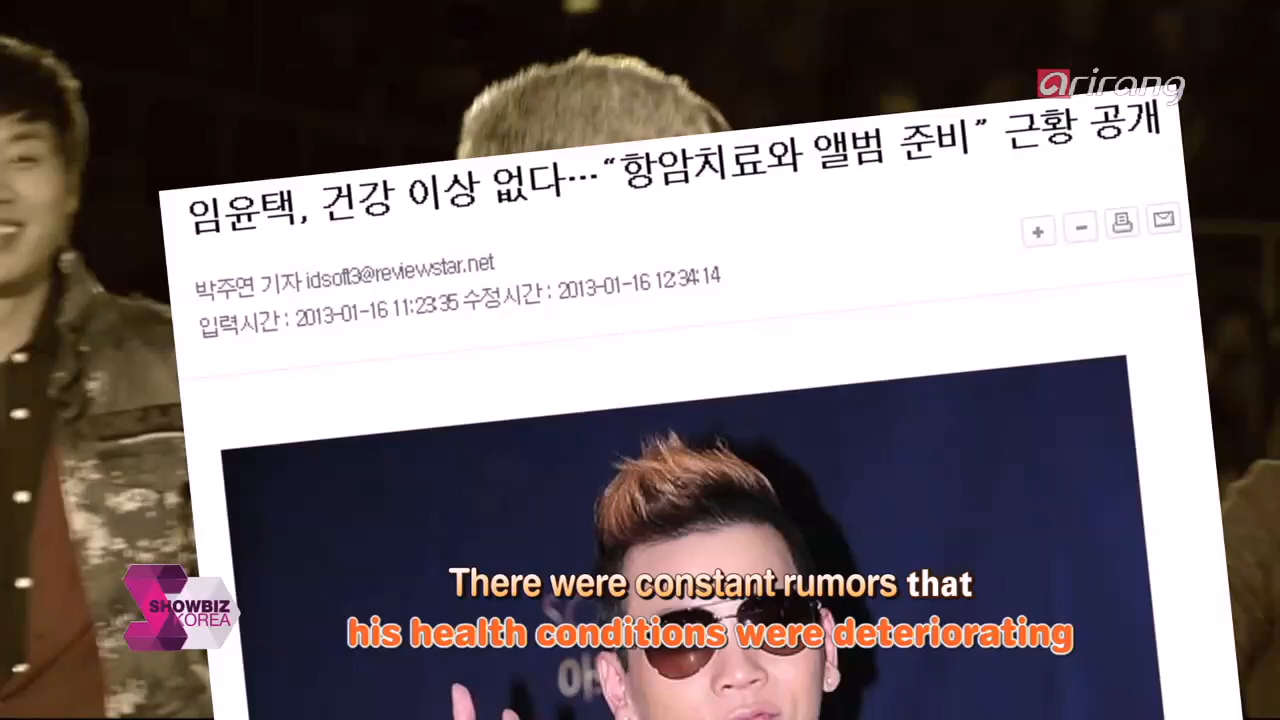 arirang
임윤택, 건강 이상 없다…“항암치료와 앨범 준비” 근황 공개
박주연 기자 idsoft3@reviewstar.net
입력시간 : 2013-01-16 11:23:35 수정시간 : 2013-01-16 12:34:14
There were constant rumors that
his health conditions were deteriorating
SHOWBIZ
KOREA